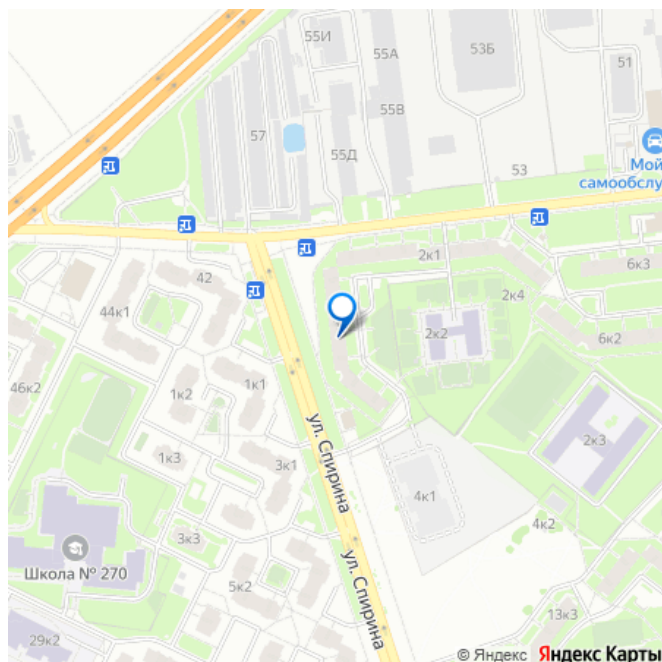 55И
55А
53Б
51
55В
57
55Д
53
Мой
самообслу
2к1
6к3
42
2к4
44к1
2к2
6к2
1к1
46к2
1к2
ул. Спирина
2к3
1к3
3к1
4к1
4к2
3к3
Школа № 270
ул. Спирина
5к2
13к3
29к2
© Яндекс Яндекс Карты